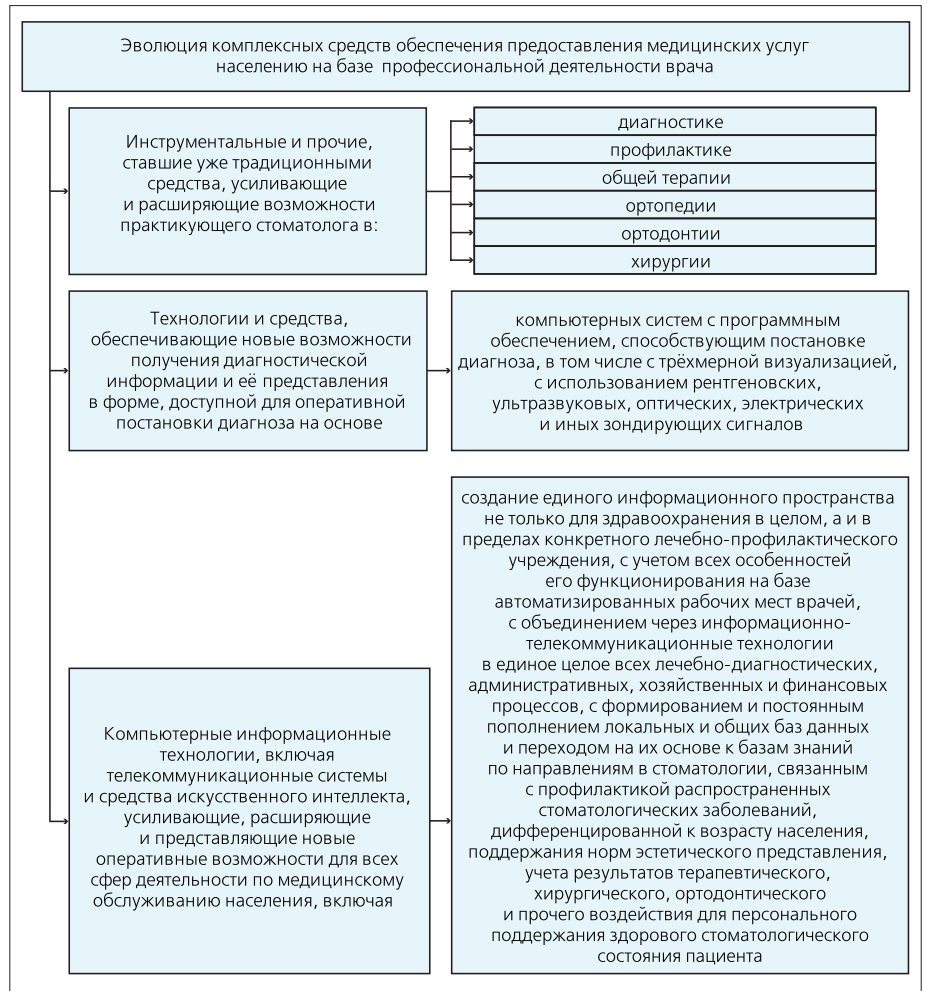 Эволюция комплексных средств обеспечения предоставления медицинских услуг
населению на базе профессиональной деятельности врача
Инструментальные и прочие,
ставшие уже традиционными
средства, усиливающие
и расширяющие возможности
практикующего стоматолога в:
диагностике
профилактике
общей терапии
ортопедии
ортодонтии
хирургии
Технологии и средства,
обеспечивающие новые возможности
получения диагностической
информации и её представления
в форме, доступной для оперативной
постановки диагноза на основе
компьютерных систем с программным
обеспечением, способствующим постановке
диагноза, в том числе с трёхмерной визуализацией,
с использованием рентгеновских,
ультразвуковых, оптических, электрических
и иных зондирующих сигналов
Компьютерные информационные
технологии, включая
телекоммуникационные системы
и средства искусственного интеллекта,
усиливающие, расширяющие
и представляющие новые
оперативные возможности для всех
сфер деятельности по медицинскому
обслуживанию населения, включая
создание единого информационного пространства
не только для здравоохранения в целом, а и в
пределах конкретного лечебно-профилактического
учреждения, с учетом всех особенностей
его функционирования на базе
автоматизированных рабочих мест врачей,
с объединением через информационно-
телекоммуникационные технологии
в единое целое всех лечебно-диагностических,
административных, хозяйственных и финансовых
процессов, с формированием и постоянным
пополнением локальных и общих баз данных
и переходом на их основе к базам знаний
по направлениям в стоматологии, связанным
с профилактикой распространенных
стоматологических заболеваний,
дифференцированной к возрасту населения,
поддержания норм эстетического представления,
учета результатов терапевтического,
хирургического, ортодонтического
и прочего воздействия для персонального
поддержания здорового стоматологического
состояния пациента